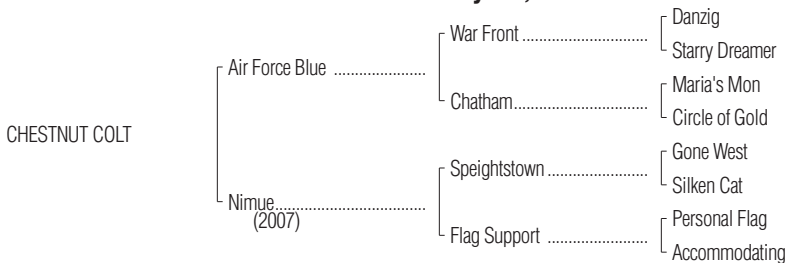 Danzig
War Front ..........................
Starry Dreamer
Air Force Blue .......................
Maria's Mon
Chatham............................
Circle of Gold
CHESTNUT COLT
Gone West
Speightstown .....................
Silken Cat
Nimue..................................
(2007)
Personal Flag
Flag Support .....................
Accommodating